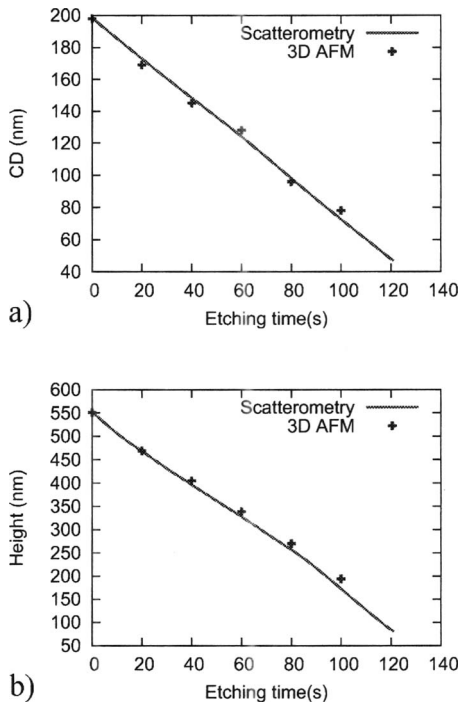 200
180
160
140
120
100
80
60
40
CD (nm)
Scatterometry
3D AFM
0 20 40 60 80 100 120 140
Etching time(s)
a)
600
550
500
450
400
350
300
250
200
150
100
50
Height (nm)
Scatterometry
3D AFM
0 20 40 60 80 100 120 140
Etching time(s)
b)